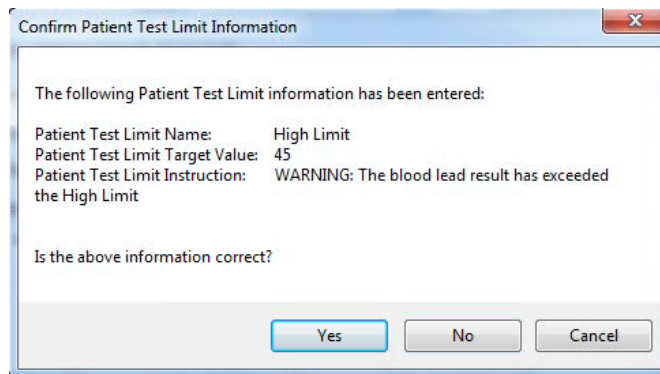 Confirm Patient Test Limit Information
The following Patient Test Limit information has been entered:
Patient Test Limit Name: High Limit
Patient Test Limit Target Value: 45
Patient Test Limit Instruction: WARNING: The blood lead result has exceeded
the High Limit
Is the above information correct?
Yes No Cancel